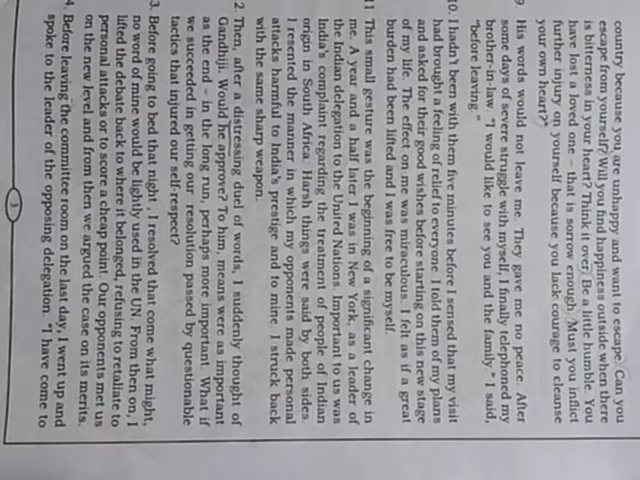 country because you are unhappy and want to escape. Can you
escape from yourself? Will you find happiness outside when there
is bitterness in your heart? Think it over. Be a little humble. You
have lost a loved one – that is sorrow enough. Must you inflict
further injury on yourself because you lack courage to cleanse
your own heart?"
9. His words would not leave me. They gave me no peace. After
some days of severe struggle with myself, I finally telephoned my
brother-in-law. "I would like to see you and the family." I said,
"before leaving."
10. I hadn't been with them five minutes before I sensed that my visit
had brought a feeling of relief to everyone. I told them of my plans
and asked for their good wishes before starting on this new stage
of my life. The effect on me was miraculous. I felt as if a great
burden had been lifted and I was free to be myself.
1. This small gesture was the beginning of a significant change in
me. A year and a half later I was in New York, as a leader of
the Indian delegation to the United Nations. Important to us was
India's complaint regarding the treatment of people of Indian
origin in South Africa. Harsh things were said by both sides.
I resented the manner in which my opponents made personal
attacks harmful to India's prestige and to mine. I struck back
with the same sharp weapon.
2. Then, after a distressing duel of words, I suddenly thought of
Gandhiji. Would he approve? To him, means were as important
as the end – in the long run, perhaps more important. What if
we succeeded in getting our resolution passed by questionable
tactics that injured our self-respect?
3. Before going to bed that night, I resolved that come what might,
no word of mine would be lightly used in the UN. From then on, I
lifted the debate back to where it belonged, refusing to retaliate to
personal attacks or to score a cheap point. Our opponents met us
on the new level and from then we argued the case on its merits.
4. Before leaving the committee room on the last day, I went up and
spoke to the leader of the opposing delegation. "I have come to
3